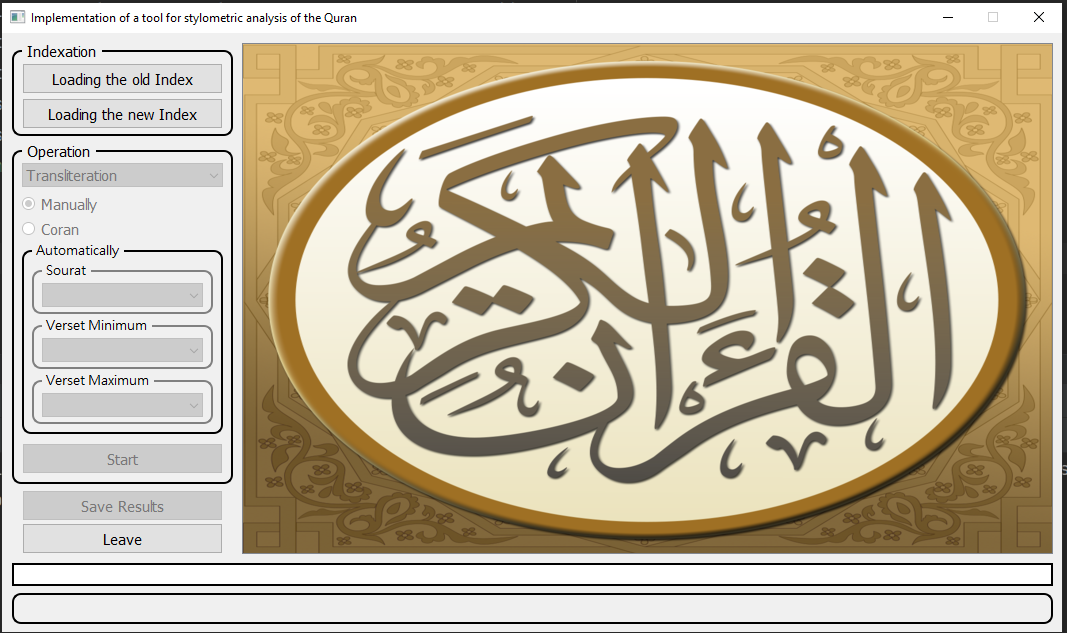 Implementation of a tool for stylometric analysis of the Quran
Indexation
Loading the old Index
Loading the new Index
Operation
Transliteration
Manually
Coran
Automatically
Sourat
Verset Minimum
Verset Maximum
Start
Save Results
Leave
القرءان الكريم